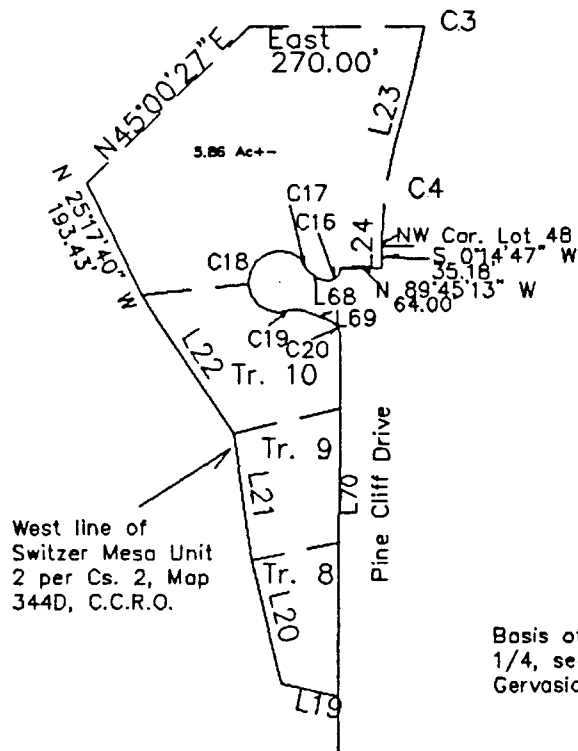 C3
East
270.00'
N45°00'27"E
L23
5.86 Ac+-
N 25°17'40" W
193.43'
C4
C17
C16
24
NW Car. Lot 48
S 0°14'47" W
35.18'
C18
L68
N 89°45'13" W
64.00'
L69
C19
C20
L22
Tr. 10
Tr. 9
L21
L70
Pine Cliff Drive
West line of
Switzer Mesa Unit
2 per Cs. 2, Map
344D, C.C.R.O.
Tr. 8
L20
L19
Basis of
1/4, se
Gervasio